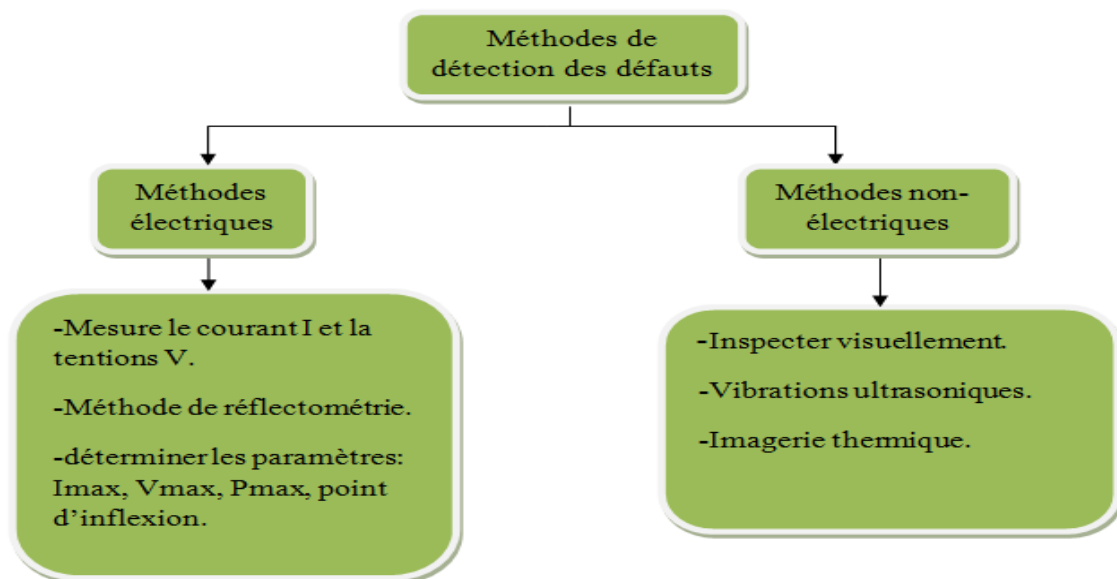 Méthodes de
détection des défauts
Méthodes
électriques
Méthodes non-
électriques
-Mesure le courant I et la
tentions V.
-Méthode de réflectométrie.
-déterminer les paramètres:
Imax, Vmax, Pmax, point
d’inflexion.
-Inspecter visuellement.
-Vibrations ultrasoniques.
-Imagerie thermique.